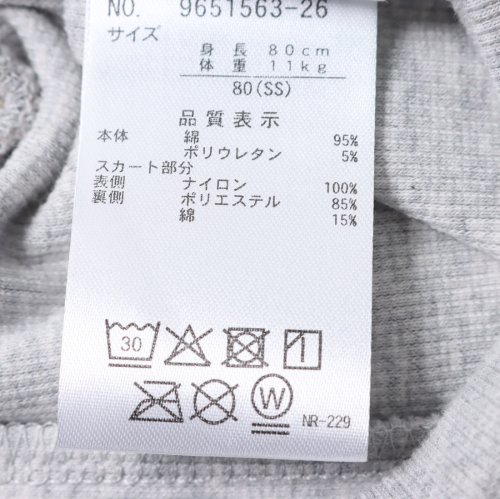 NO. 9651563-26
サイズ
身長 80cm
体重 11kg
80(SS)
品質表示
本体 綿 95%
ポリウレタン 5%
スカート部分
表側 ナイロン 100%
裏側 ポリエステル 85%
綿 15%
30
W
NR-229